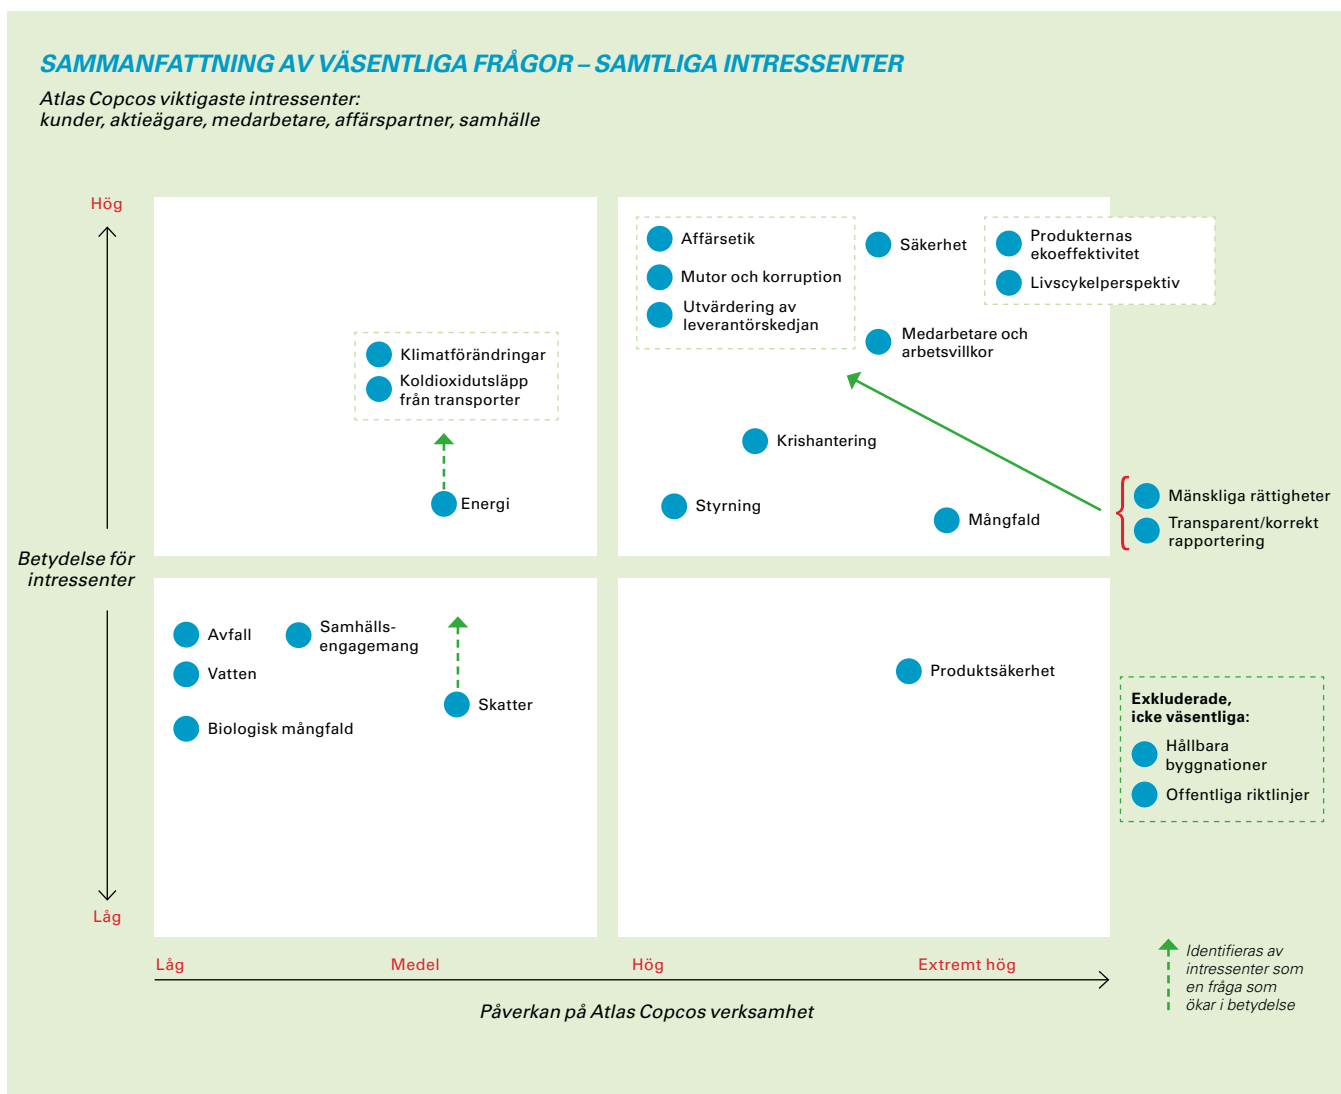 SAMMANFATTNING AV VÄSENTLIGA FRÅGOR – SAMTLIGA INTRESSENTER
Atlas Copcos viktigaste intressenter:
kunder, aktieägare, medarbetare, affärspartner, samhälle
Hög
Betydelse för
intressenter
Låg
Klimatförändringar
Koldioxidutsläpp
från transporter
Energi
Affärsetik
Mutor och korruption
Utvärdering av
leverantörskedjan
Säkerhet
Produkternas
ekoeffektivitet
Livscykelperspektiv
Medarbetare och
arbetsvillkor
Krishantering
Styrning
Mångfald
Mänskliga rättigheter
Transparent/korrekt
rapportering
Avfall
Samhälls-
engagemang
Vatten
Skatter
Biologisk mångfald
Produktsäkerhet
Exkluderade,
icke väsentliga:
Hållbara
byggnationer
Offentliga riktlinjer
Låg
Medel
Hög
Extremt hög
Påverkan på Atlas Copcos verksamhet
Identifieras av
intressenter som
en fråga som
ökar i betydelse